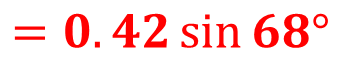 = 0.42 sin 68°